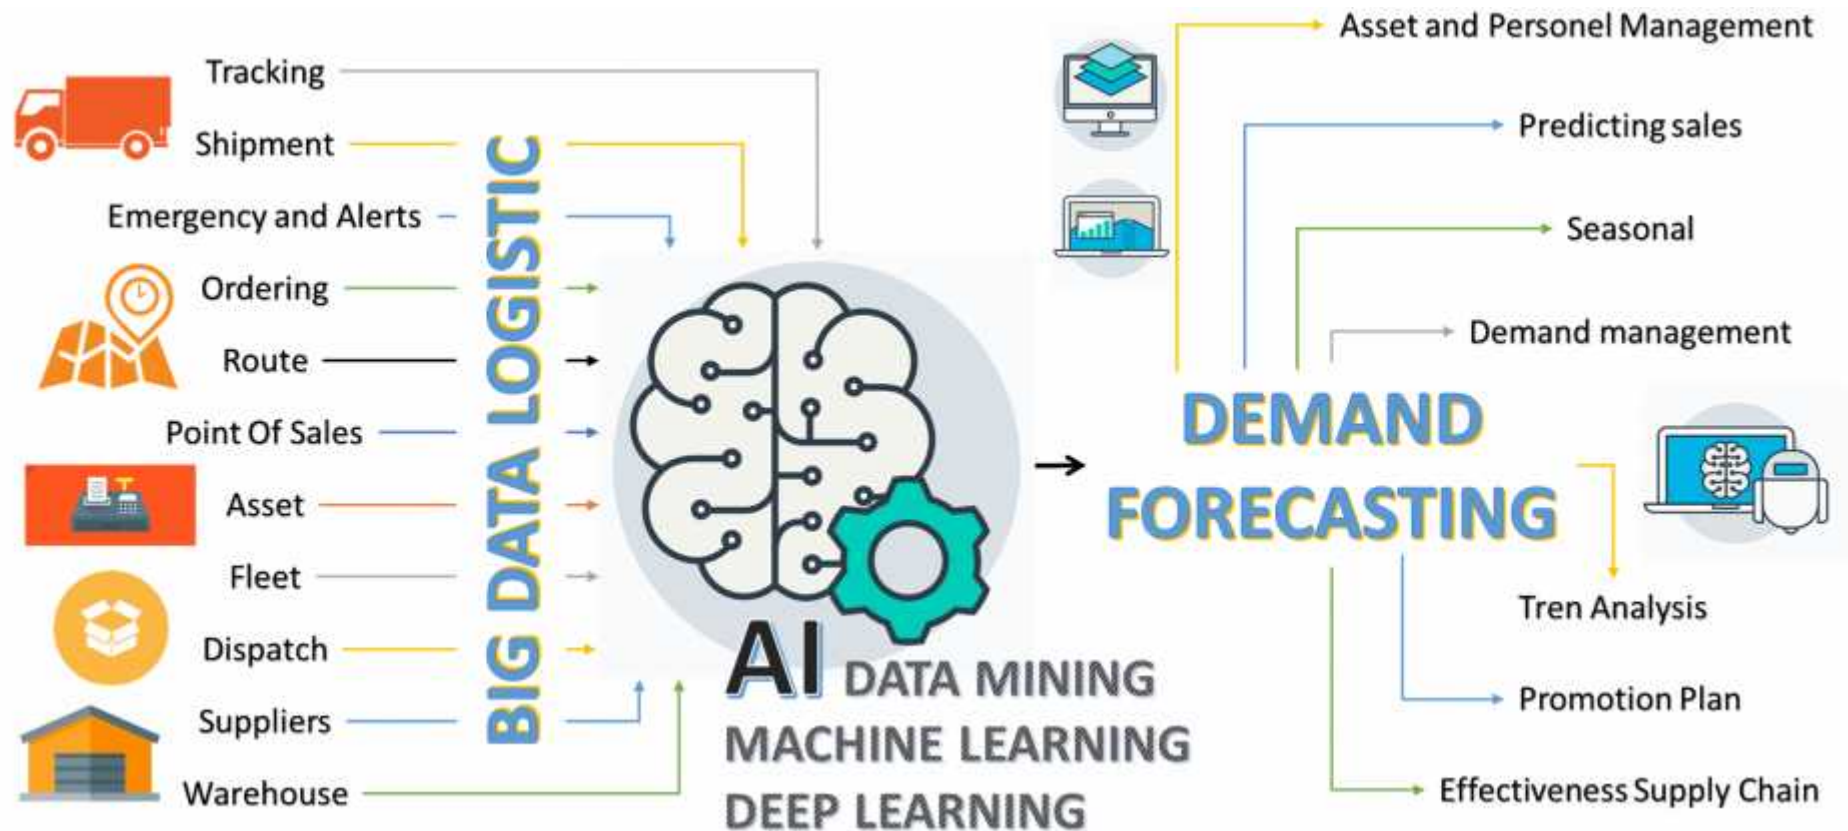 Tracking
Shipment
Emergency and Alerts
Ordering
Route
Point Of Sales
Asset
Fleet
Dispatch
Suppliers
Warehouse
BIG DATA LOGISTIC
AI DATA MINING
MACHINE LEARNING
DEEP LEARNING
DEMAND
FORECASTING
Asset and Personel Management
Predicting sales
Seasonal
Demand management
Tren Analysis
Promotion Plan
Effectiveness Supply Chain